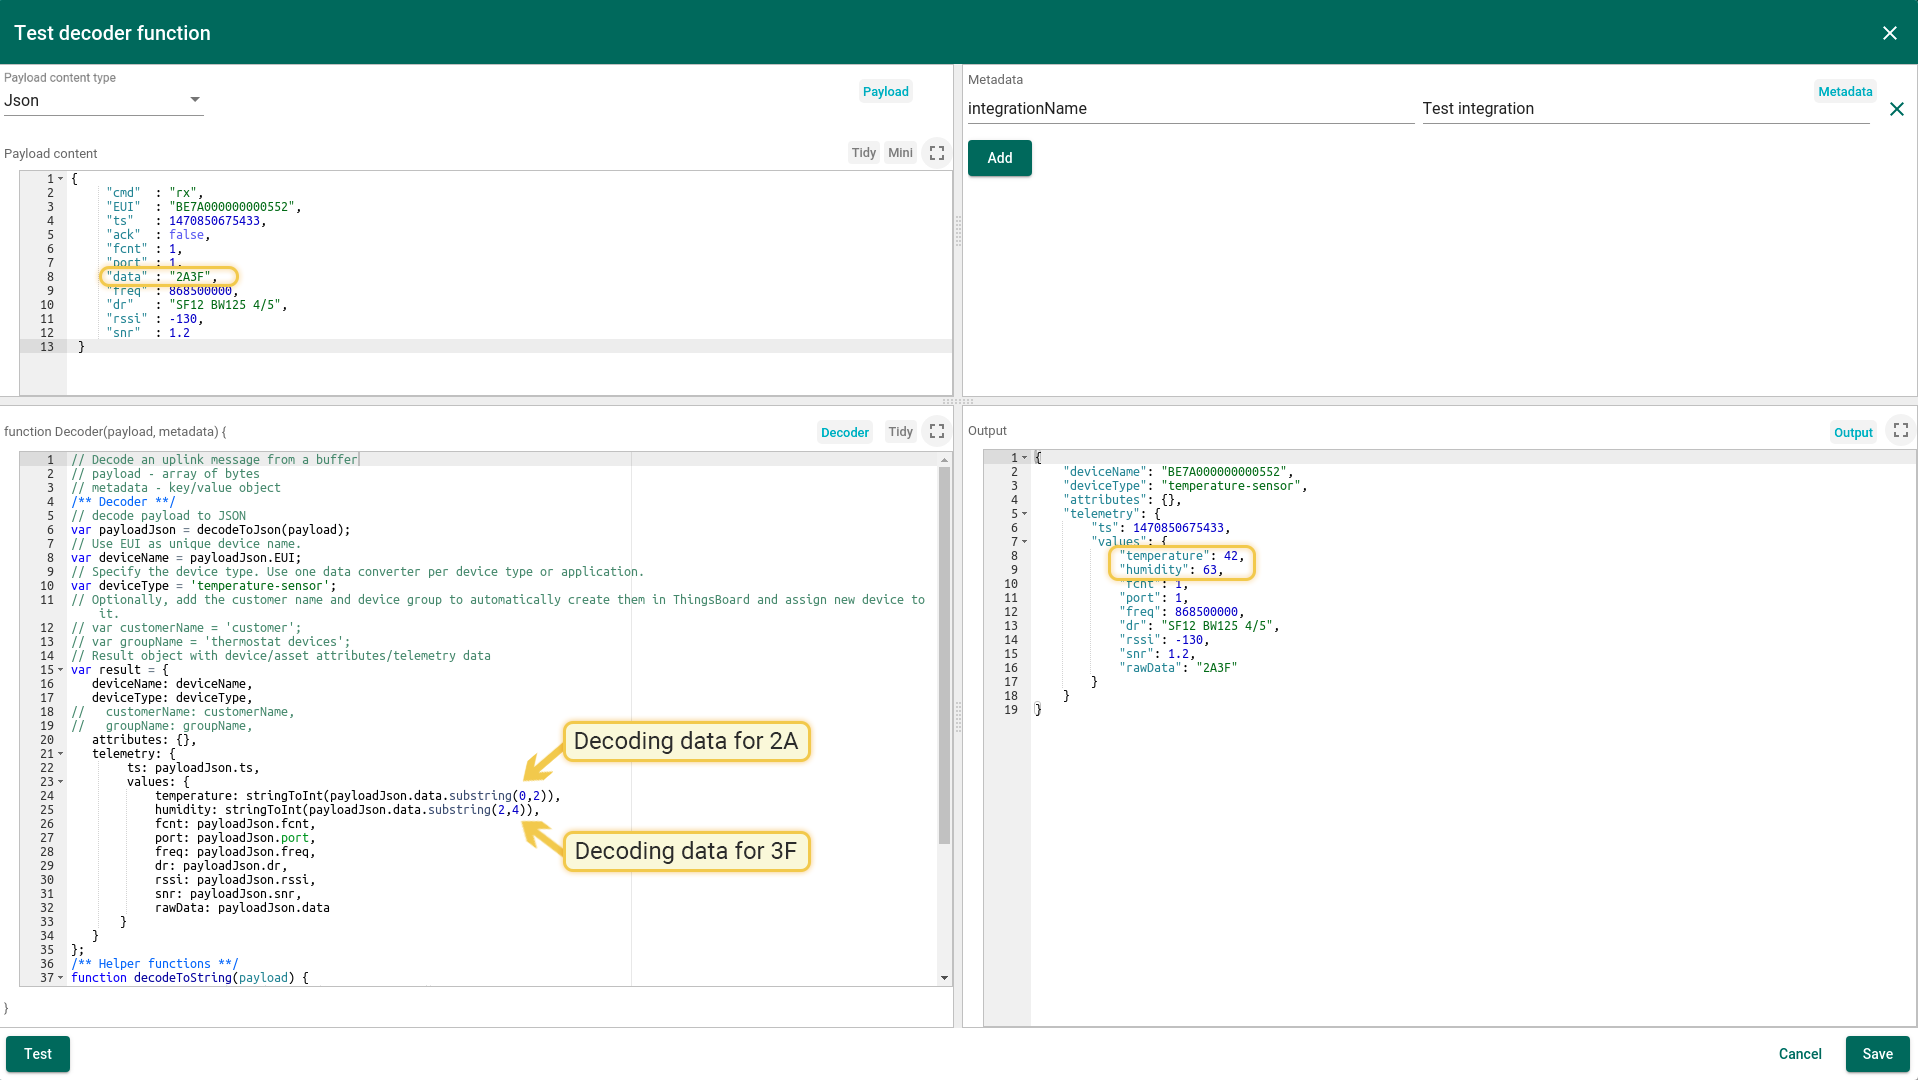 Test decoder function
Payload content type
Json
Payload
Payload content
Tidy
Mini
1 {
2 "cmd"  : "rx",
3 "EUI"  : "BE7A000000000552",
4 "ts"   : 1470850675433,
5 "ack"  : false,
6 "fcnt" : 1,
7 "port" : 1,
8 "data" : "2A3F",
9 "freq" : 868500000,
10 "dr"   : "SF12 BW125 4/5",
11 "rssi" : -130,
12 "snr"  : 1.2
13 }
Metadata
Metadata
integrationName
Test integration
Add
function Decoder(payload, metadata) {
Decoder
Tidy
1 // Decode an uplink message from a buffer
2 // payload - array of bytes
3 // metadata - key/value object
4 /** Decoder **/
5 // decode payload to JSON
6 var payloadJson = decodeToJson(payload);
7 // Use EUI as unique device name.
8 var deviceName = payloadJson.EUI;
9 // Specify the device type. Use one data converter per device type or application.
10 var deviceType = 'temperature-sensor';
11 // Optionally, add the customer name and device group to automatically create them in ThingsBoard and assign new device to
it.
12 // var customerName = 'customer';
13 // var groupName = 'thermostat devices';
14 // Result object with device/asset attributes/telemetry data
15 var result = {
16 deviceName: deviceName,
17 deviceType: deviceType,
18 //   customerName: customerName,
19 //   groupName: groupName,
20 attributes: {},
21 telemetry: {
22 ts: payloadJson.ts,
23 values: {
24 temperature: stringToInt(payloadJson.data.substring(0,2)),
25 humidity: stringToInt(payloadJson.data.substring(2,4)),
26 fcnt: payloadJson.fcnt,
27 port: payloadJson.port,
28 freq: payloadJson.freq,
29 dr: payloadJson.dr,
30 rssi: payloadJson.rssi,
31 snr: payloadJson.snr,
32 rawData: payloadJson.data
33 }
34 }
35 };
36 /** Helper functions **/
37 function decodeToString(payload) {
}
Decoding data for 2A
Decoding data for 3F
Output
Output
1 {
2 "deviceName": "BE7A000000000552",
3 "deviceType": "temperature-sensor",
4 "attributes": {},
5 "telemetry": {
6 "ts": 1470850675433,
7 "values": {
8 "temperature": 42,
9 "humidity": 63,
10 "fcnt": 1,
11 "port": 1,
12 "freq": 868500000,
13 "dr": "SF12 BW125 4/5",
14 "rssi": -130,
15 "snr": 1.2,
16 "rawData": "2A3F"
17 }
18 }
19 }
Test
Cancel
Save